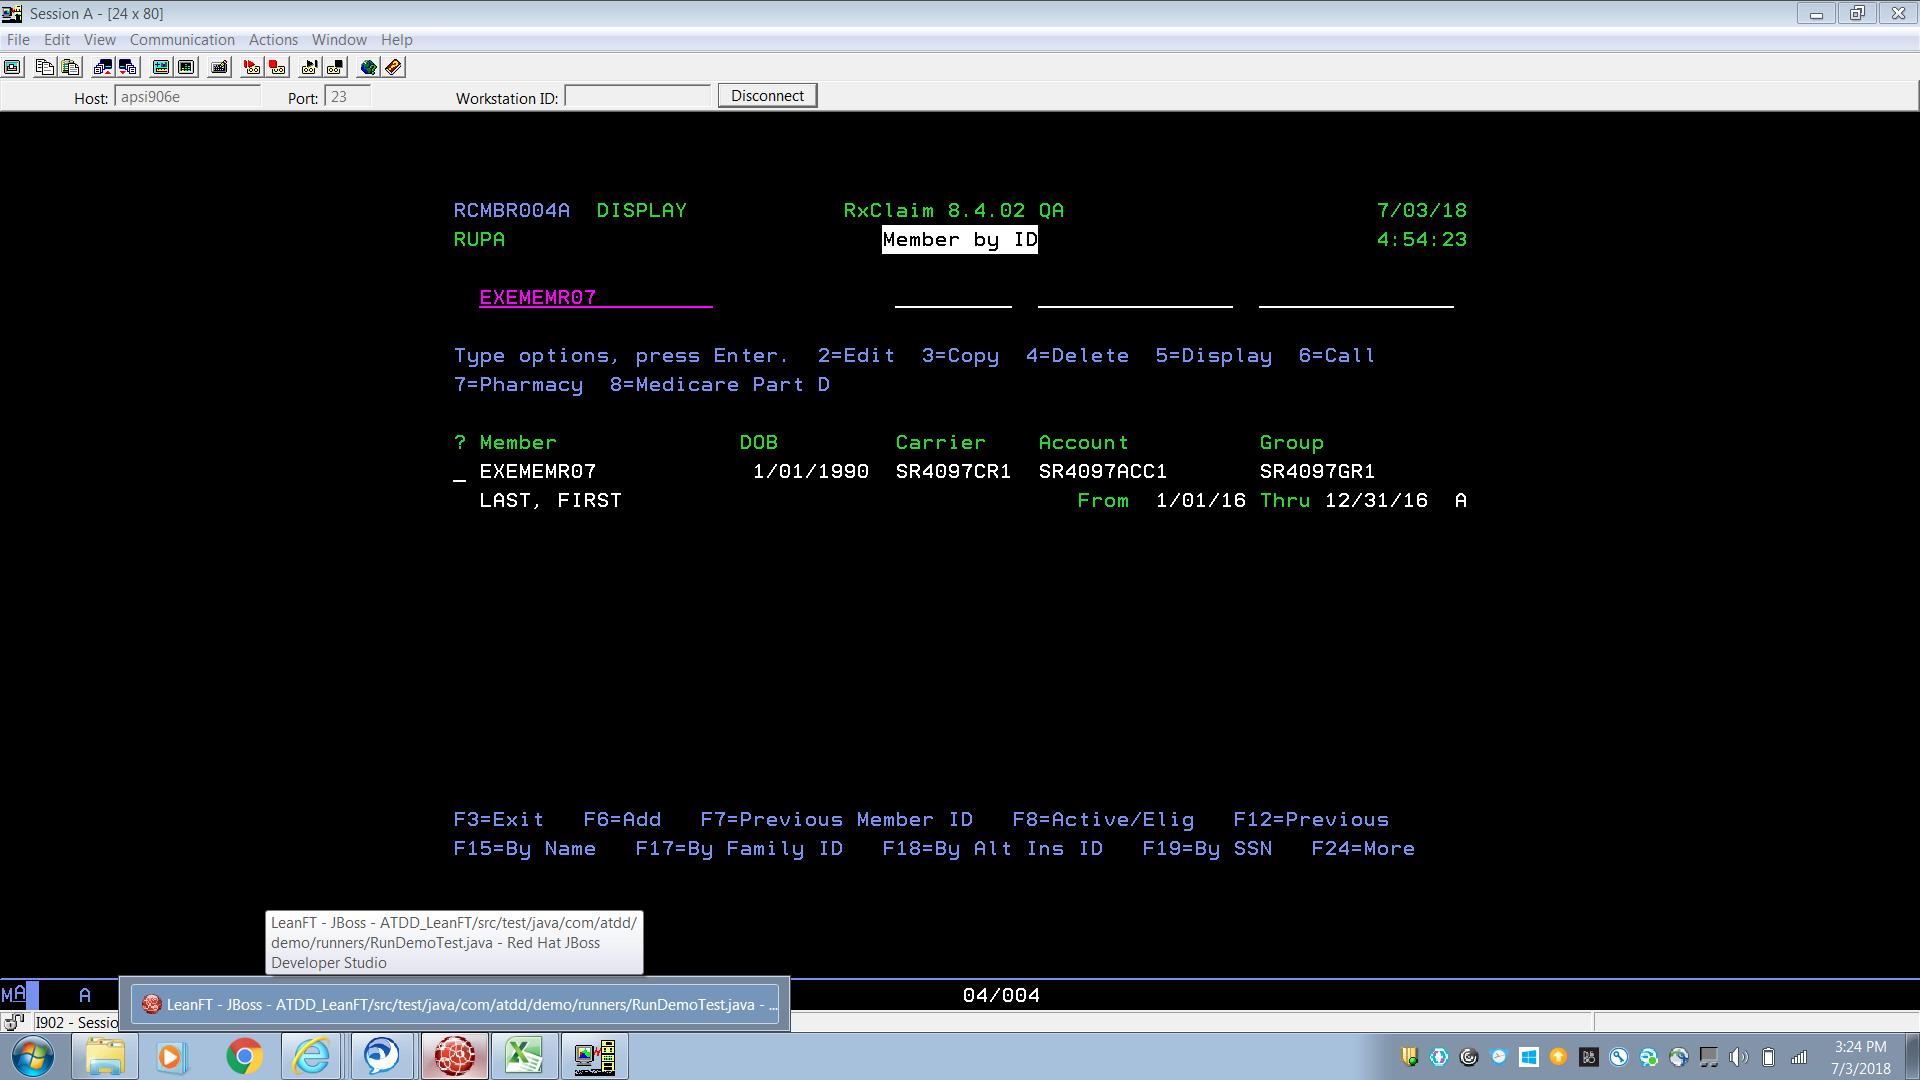 Session A - [24 x 80]
File Edit View Communication Actions Window Help
Host: apsi906e Port: 23 Workstation ID: Disconnect
RCMBR004A DISPLAY RxClaim 8.4.02 QA 7/03/18
RUPA Member by ID 4:54:23
EXEMEMR07
Type options, press Enter. 2=Edit 3=Copy 4=Delete 5=Display 6=Call
7=Pharmacy 8=Medicare Part D
? Member DOB Carrier Account Group
_ EXEMEMR07 1/01/1990 SR4097CR1 SR4097ACC1 SR4097GR1
LAST, FIRST From 1/01/16 Thru 12/31/16 A
F3=Exit F6=Add F7=Previous Member ID F8=Active/Elig F12=Previous
F15=By Name F17=By Family ID F18=By Alt Ins ID F19=By SSN F24=More
LeanFT - JBoss - ATDD_LeanFT/src/test/java/com/atdd/
demo/runners/RunDemoTest.java - Red Hat JBoss
Developer Studio
MA A 04/004
LeanFT - JBoss - ATDD_LeanFT/src/test/java/com/atdd/demo/runners/RunDemoTest.java - ...
I902 - Sessio
3:24 PM
7/3/2018